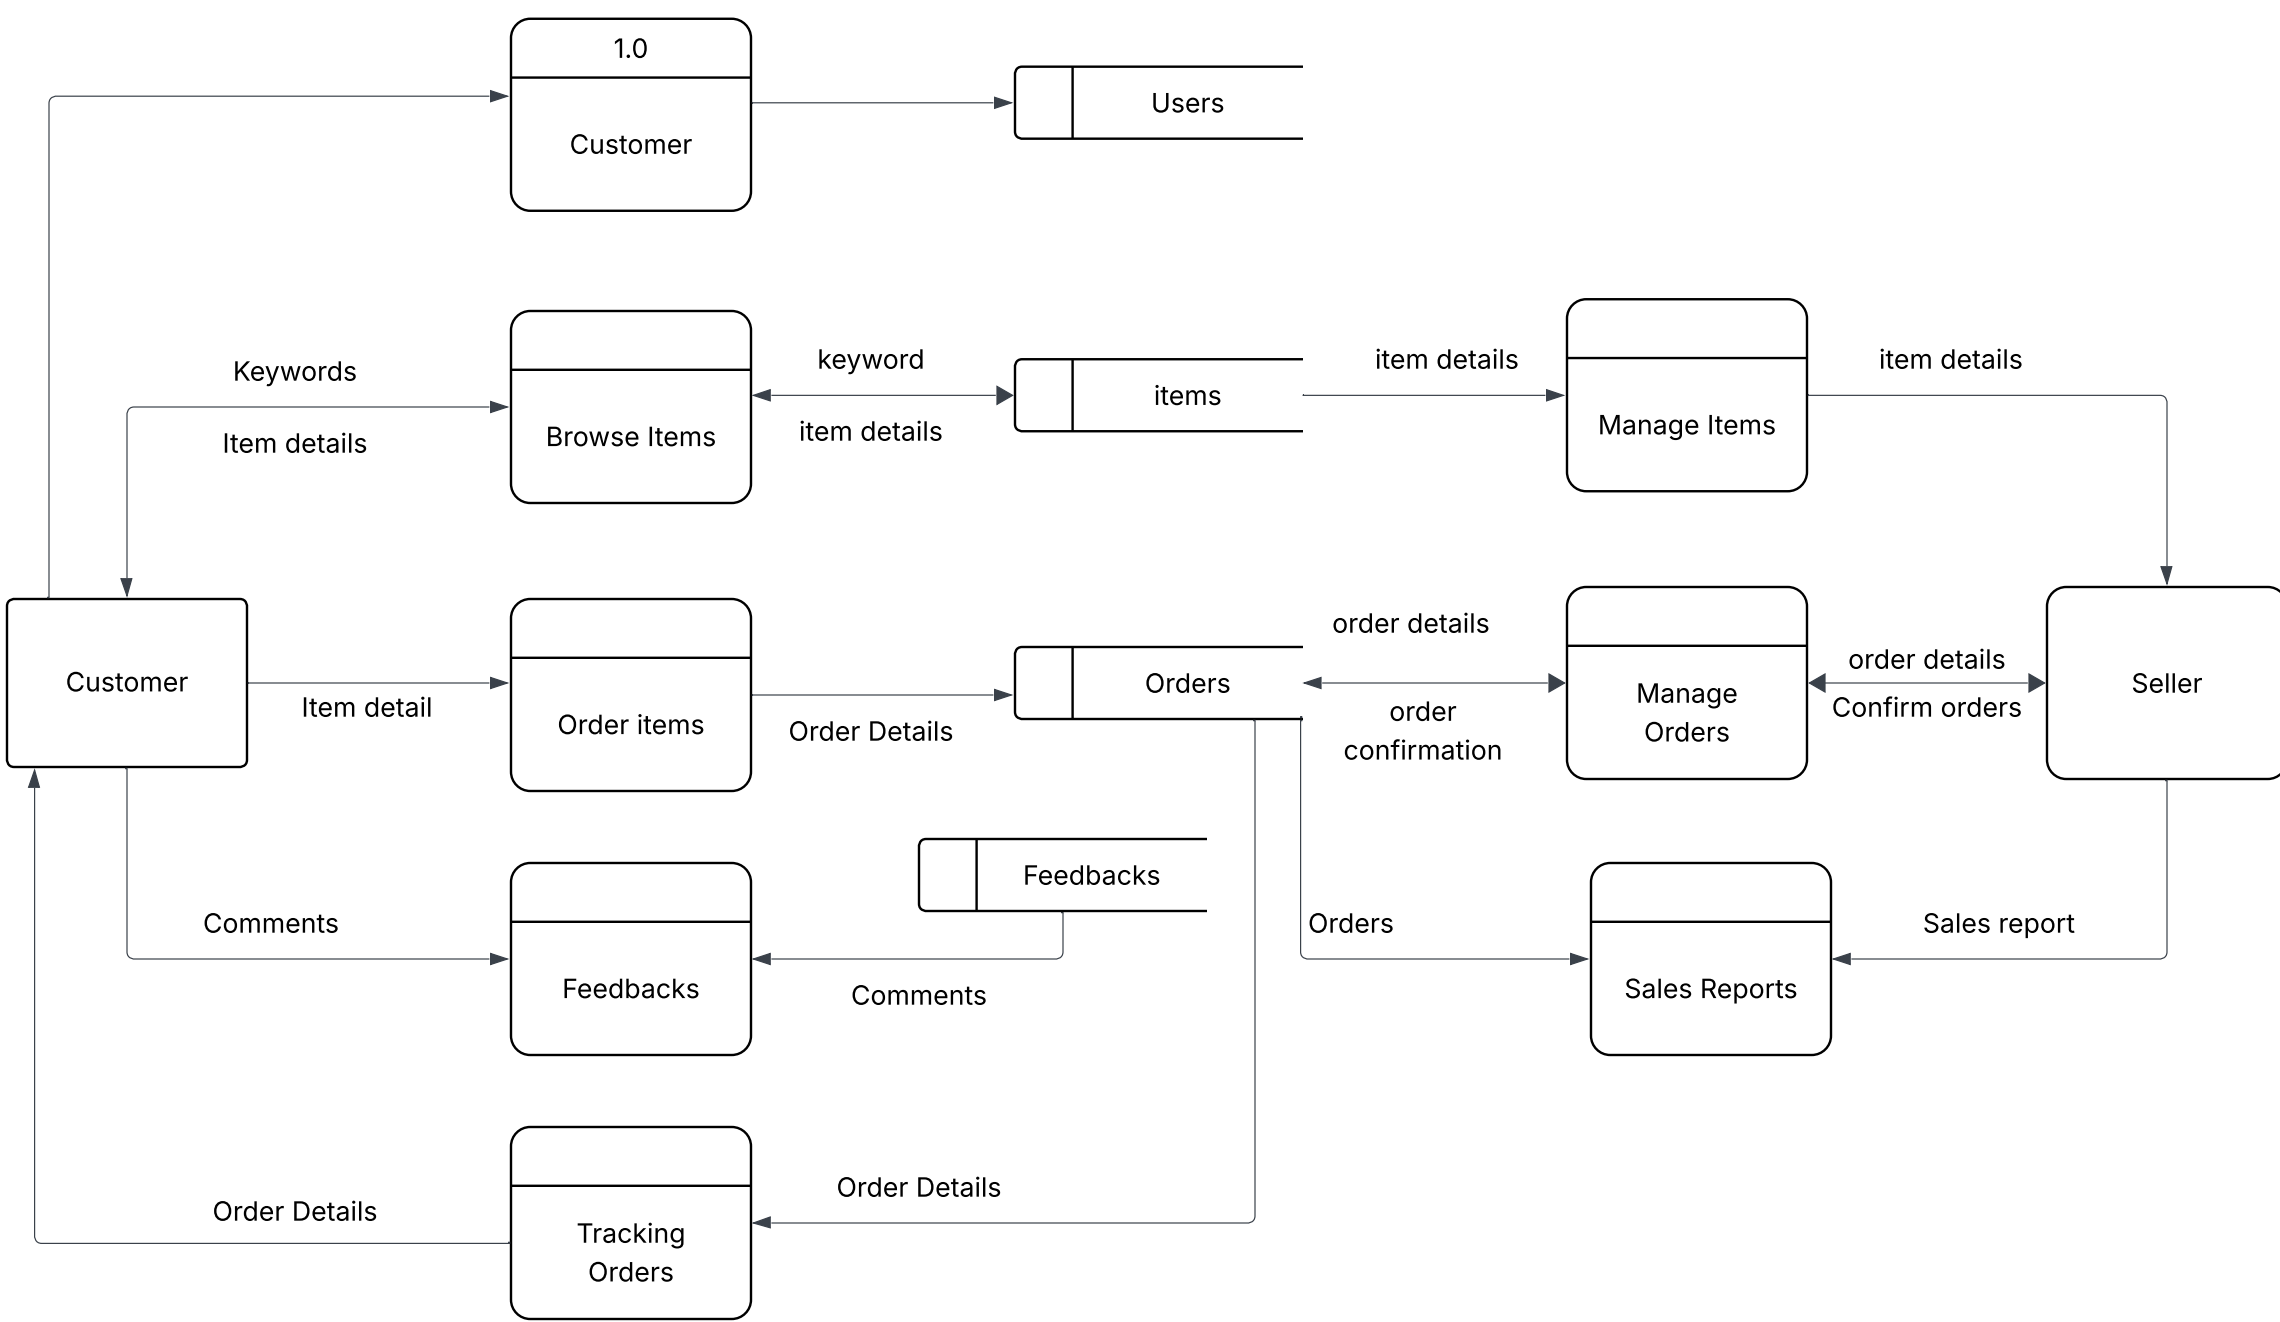 1.0
Customer
Users
Keywords
Item details
Browse Items
keyword
item details
items
item details
Manage Items
item details
Customer
Item detail
Order items
Order Details
Orders
order details
order
confirmation
Manage
Orders
order details
Confirm orders
Seller
Comments
Feedbacks
Feedbacks
Comments
Orders
Sales Reports
Sales report
Order Details
Tracking
Orders
Order Details